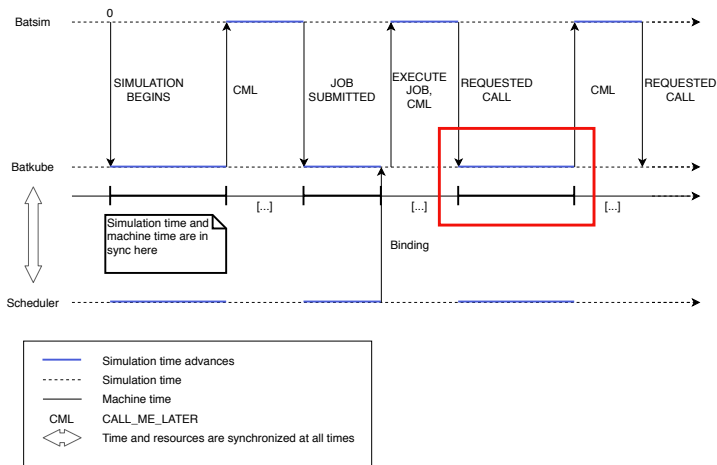 Batsim
0
SIMULATION
BEGINS
CML
JOB
SUBMITTED
EXECUTE
JOB,
CML
REQUESTED
CALL
CML
REQUESTED
CALL
Batkube
[...]
[...]
[...]
Simulation time and
machine time are in
sync here
Binding
Scheduler
Simulation time advances
Simulation time
Machine time
CML CALL_ME_LATER
Time and resources are synchronized at all times